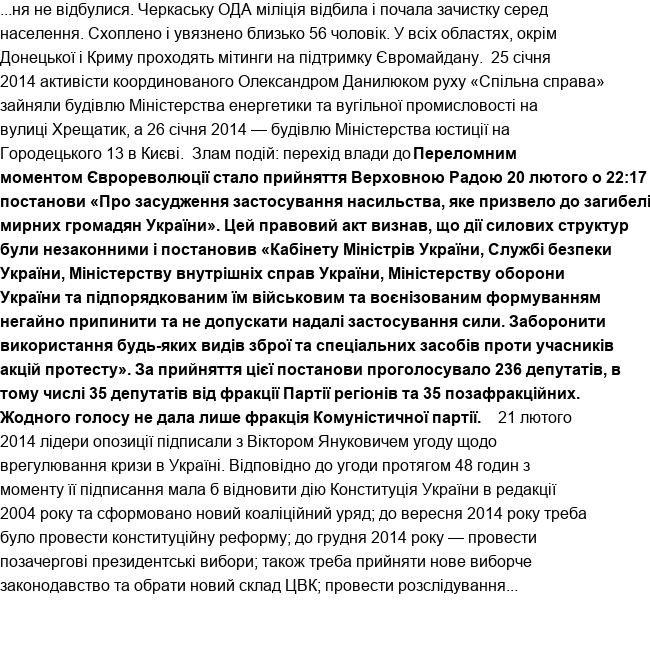 ...ня не відбулися. Черкаську ОДА міліція відбила і почала зачистку серед
населення. Схоплено і увязнено близько 56 чоловік. У всіх областях, окрім
Донецької і Криму проходять мітинги на підтримку Євромайдану.  25 січня
2014 активісти координованого Олександром Данилюком руху «Спільна справа»
зайняли будівлю Міністерства енергетики та вугільної промисловості на
вулиці Хрещатик, а 26 січня 2014 — будівлю Міністерства юстиції на
Городецького 13 в Києві.  Злам подій: перехід влади до Переломним
моментом Єврореволюції стало прийняття Верховною Радою 20 лютого о 22:17
постанови «Про засудження застосування насильства, яке призвело до загибелі
мирних громадян України». Цей правовий акт визнав, що дії силових структур
були незаконними і постановив «Кабінету Міністрів України, Службі безпеки
України, Міністерству внутрішніх справ України, Міністерству оборони
України та підпорядкованим їм військовим та воєнізованим формуванням
негайно припинити та не допускати надалі застосування сили. Заборонити
використання будь-яких видів зброї та спеціальних засобів проти учасників
акцій протесту». За прийняття цієї постанови проголосувало 236 депутатів, в
тому числі 35 депутатів від фракції Партії регіонів та 35 позафракційних.
Жодного голосу не дала лише фракція Комуністичної партії.    21 лютого
2014 лідери опозиції підписали з Віктором Януковичем угоду щодо
врегулювання кризи в Україні. Відповідно до угоди протягом 48 годин з
моменту її підписання мала б відновити дію Конституція України в редакції
2004 року та сформовано новий коаліційний уряд; до вересня 2014 року треба
було провести конституційну реформу; до грудня 2014 року — провести
позачергові президентські вибори; також треба прийняти нове виборче
законодавство та обрати новий склад ЦВК; провести розслідування...